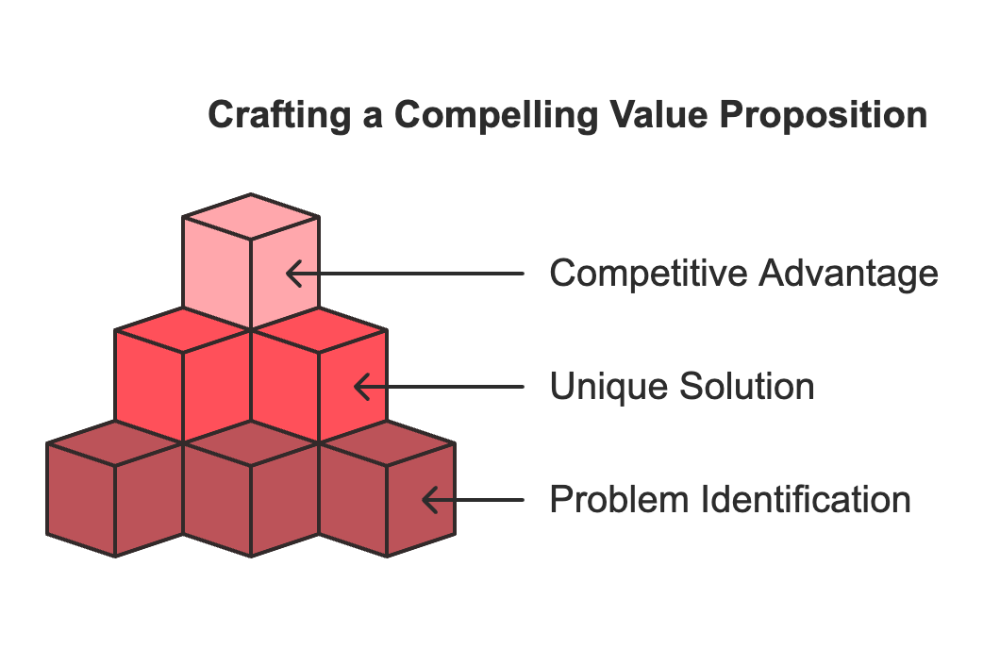 Crafting a Compelling Value Proposition
Competitive Advantage
Unique Solution
Problem Identification